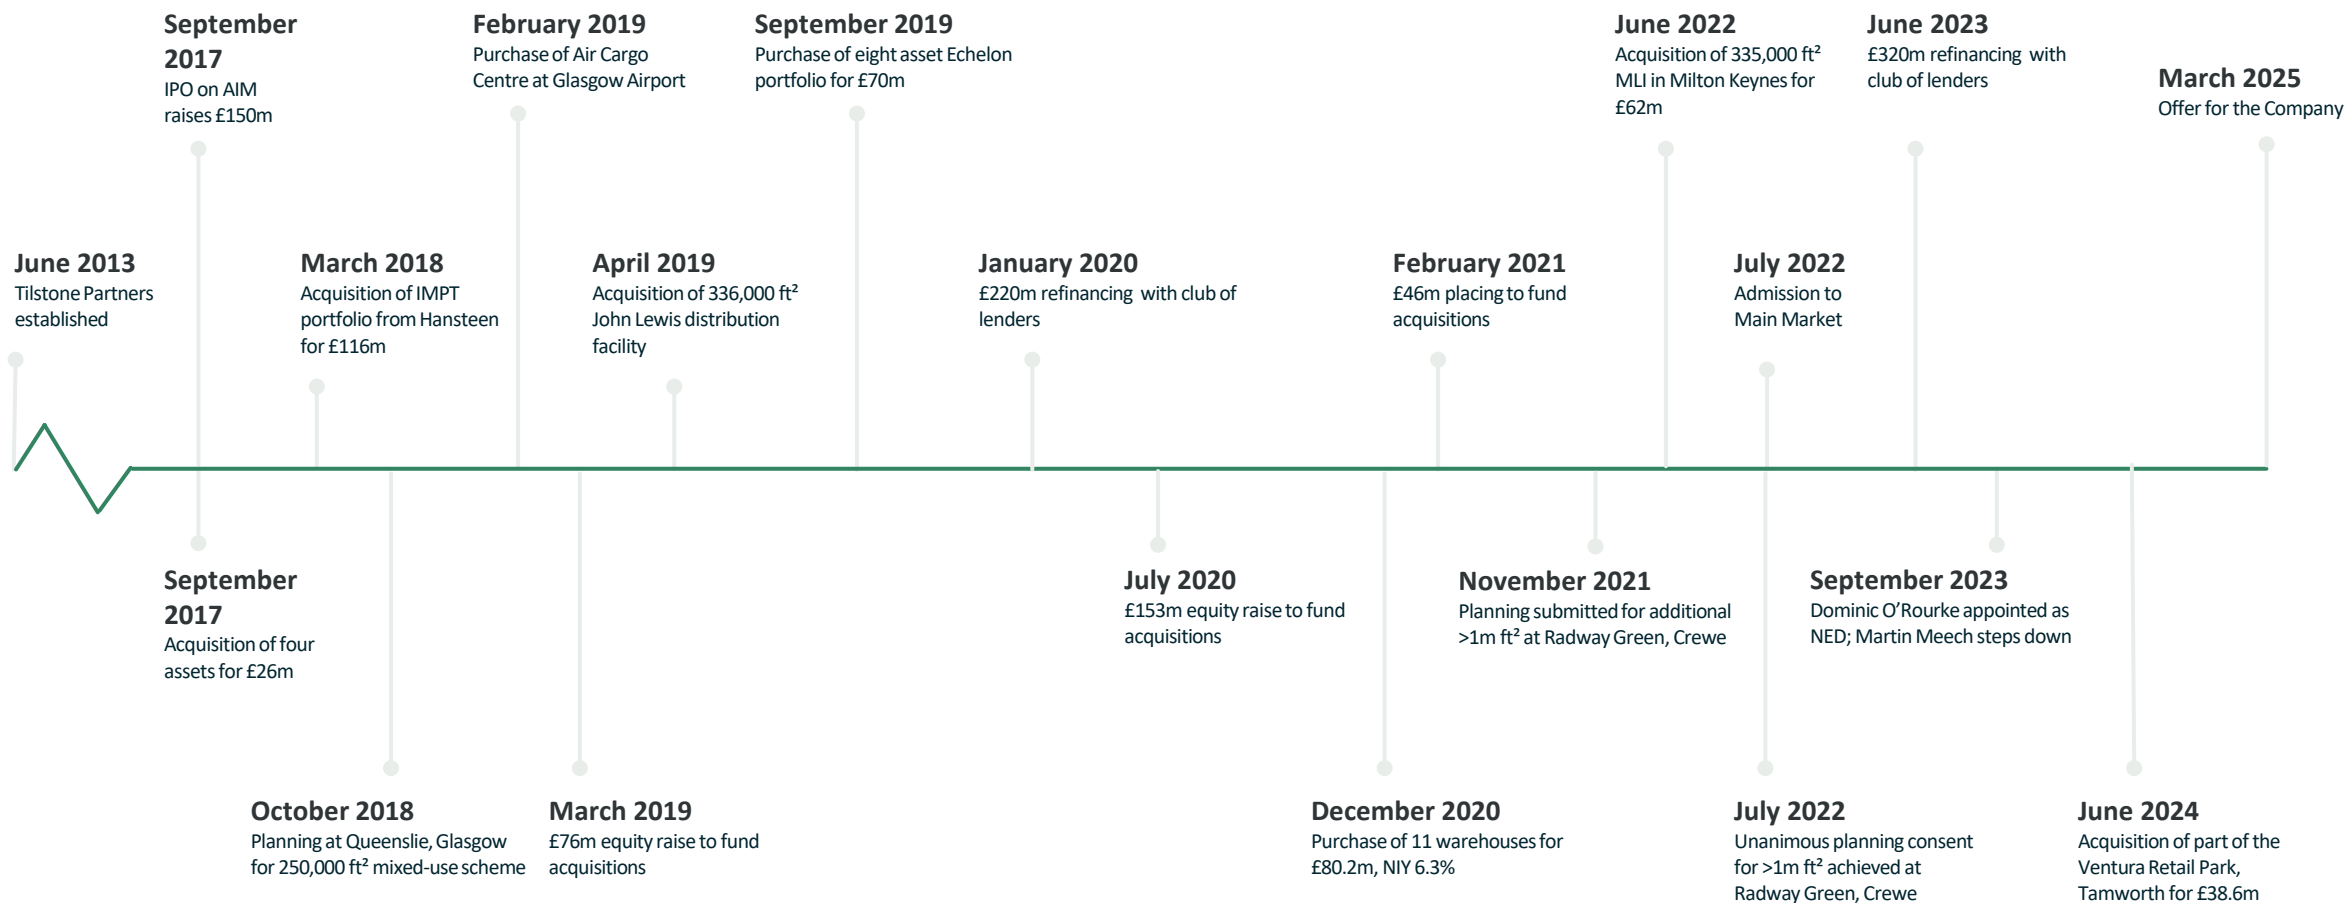 September
2017
IPO on AIM
raises £150m
February 2019
Purchase of Air Cargo
Centre at Glasgow Airport
September 2019
Purchase of eight asset Echelon
portfolio for £70m
June 2022
Acquisition of 335,000 ft²
MLI in Milton Keynes for
£62m
June 2023
£320m refinancing with
club of lenders
March 2025
Offer for the Company
June 2013
Tilstone Partners
established
March 2018
Acquisition of IMPT
portfolio from Hansteen
for £116m
April 2019
Acquisition of 336,000 ft²
John Lewis distribution
facility
January 2020
£220m refinancing with club of
lenders
February 2021
£46m placing to fund
acquisitions
July 2022
Admission to
Main Market
September
2017
Acquisition of four
assets for £26m
July 2020
£153m equity raise to fund
acquisitions
November 2021
Planning submitted for additional
>1m ft² at Radway Green, Crewe
September 2023
Dominic O’Rourke appointed as
NED; Martin Meech steps down
October 2018
Planning at Queenslie, Glasgow
for 250,000 ft² mixed-use scheme
March 2019
£76m equity raise to fund
acquisitions
December 2020
Purchase of 11 warehouses for
£80.2m, NIY 6.3%
July 2022
Unanimous planning consent
for >1m ft² achieved at
Radway Green, Crewe
June 2024
Acquisition of part of the
Ventura Retail Park,
Tamworth for £38.6m